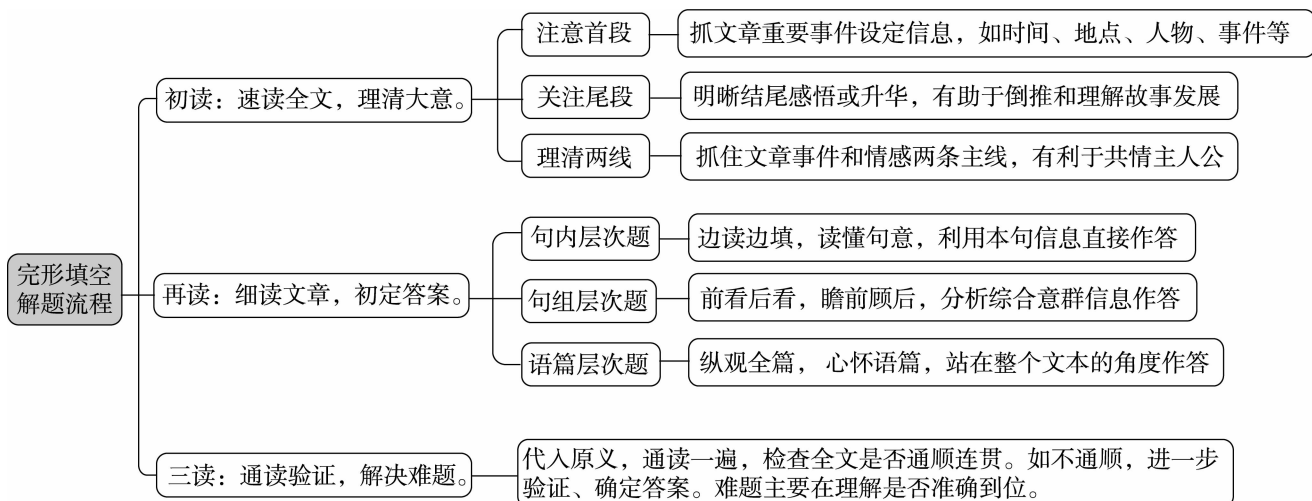 注意首段
抓文章重要事件设定信息，如时间、地点、人物、事件等
初读：速读全文，理清大意。
关注尾段
明晰结尾感悟或升华，有助于倒推和理解故事发展
理清两线
抓住文章事件和情感两条主线，有利于共情主人公
句内层次题
边读边填，读懂句意，利用本句信息直接作答
完形填空
解题流程
再读：细读文章，初定答案。
句组层次题
前看后看，瞻前顾后，分析综合意群信息作答
语篇层次题
纵观全篇，心怀语篇，站在整个文本的角度作答
三读：通读验证，解决难题。
代入原义，通读一遍，检查全文是否通顺连贯。如不通顺，进一步
验证、确定答案。难题主要在理解是否准确到位。